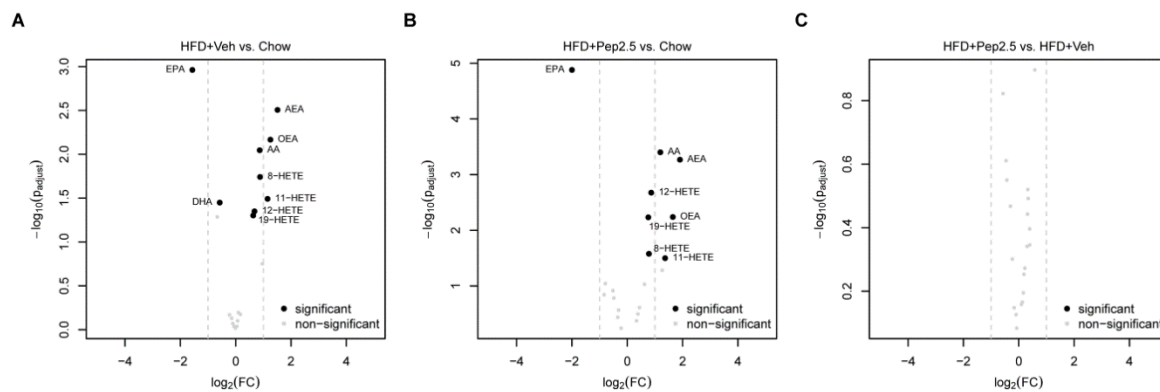 A
HFD+Veh vs. Chow
−log10(padjust)
3.0
2.5
2.0
1.5
1.0
0.5
0.0
EPA
AEA
OEA
AA
8−HETE
11−HETE
DHA
12−HETE
19−HETE
significant
non−significant
−4 −2 0 2 4
log2(FC)
B
HFD+Pep2.5 vs. Chow
−log10(padjust)
5
4
3
2
1
EPA
AA
AEA
12−HETE
OEA
19−HETE
8−HETE
11−HETE
significant
non−significant
−4 −2 0 2 4
log2(FC)
C
HFD+Pep2.5 vs. HFD+Veh
−log10(padjust)
0.8
0.6
0.4
0.2
significant
non−significant
−4 −2 0 2 4
log2(FC)